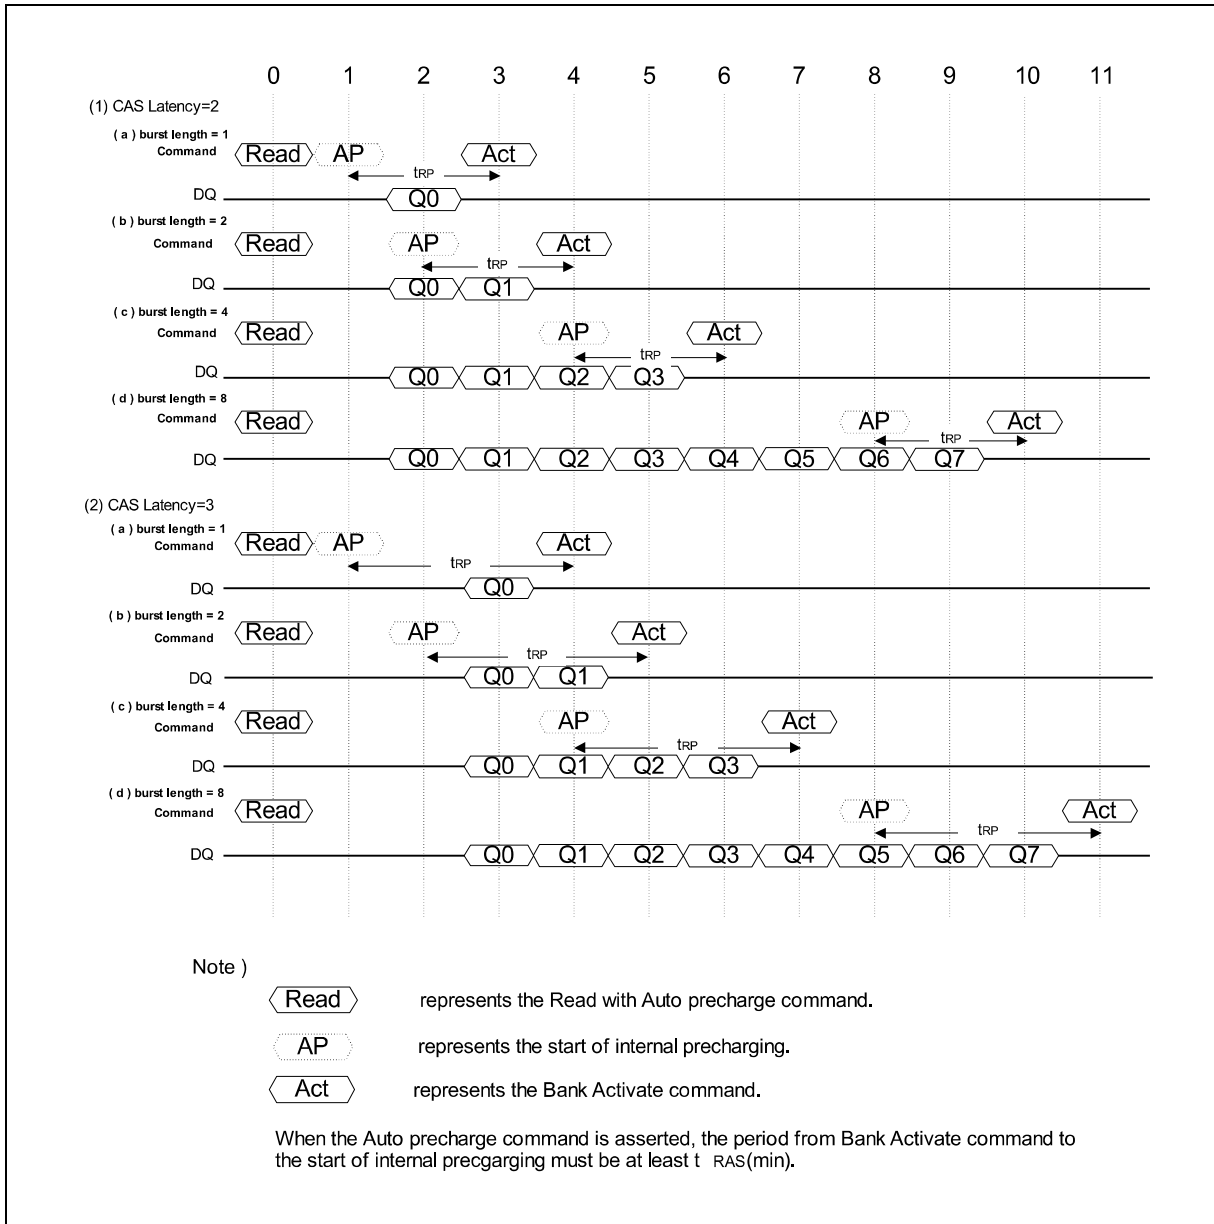 0 1 2 3 4 5 6 7 8 9 10 11
(1) CAS Latency=2
( a ) burst length = 1
Command Read AP Act
tRP
DQ Q0
( b ) burst length = 2
Command Read AP Act
tRP
DQ Q0 Q1
( c ) burst length = 4
Command Read AP Act
tRP
DQ Q0 Q1 Q2 Q3
( d ) burst length = 8
Command Read AP Act
tRP
DQ Q0 Q1 Q2 Q3 Q4 Q5 Q6 Q7
(2) CAS Latency=3
( a ) burst length = 1
Command Read AP Act
tRP
DQ Q0
( b ) burst length = 2
Command Read AP Act
tRP
DQ Q0 Q1
( c ) burst length = 4
Command Read AP Act
tRP
DQ Q0 Q1 Q2 Q3
( d ) burst length = 8
Command Read AP Act
tRP
DQ Q0 Q1 Q2 Q3 Q4 Q5 Q6 Q7
Note )
Read represents the Read with Auto precharge command.
AP represents the start of internal precharging.
Act represents the Bank Activate command.
When the Auto precharge command is asserted, the period from Bank Activate command to
the start of internal precgarging must be at least t RAS(min).